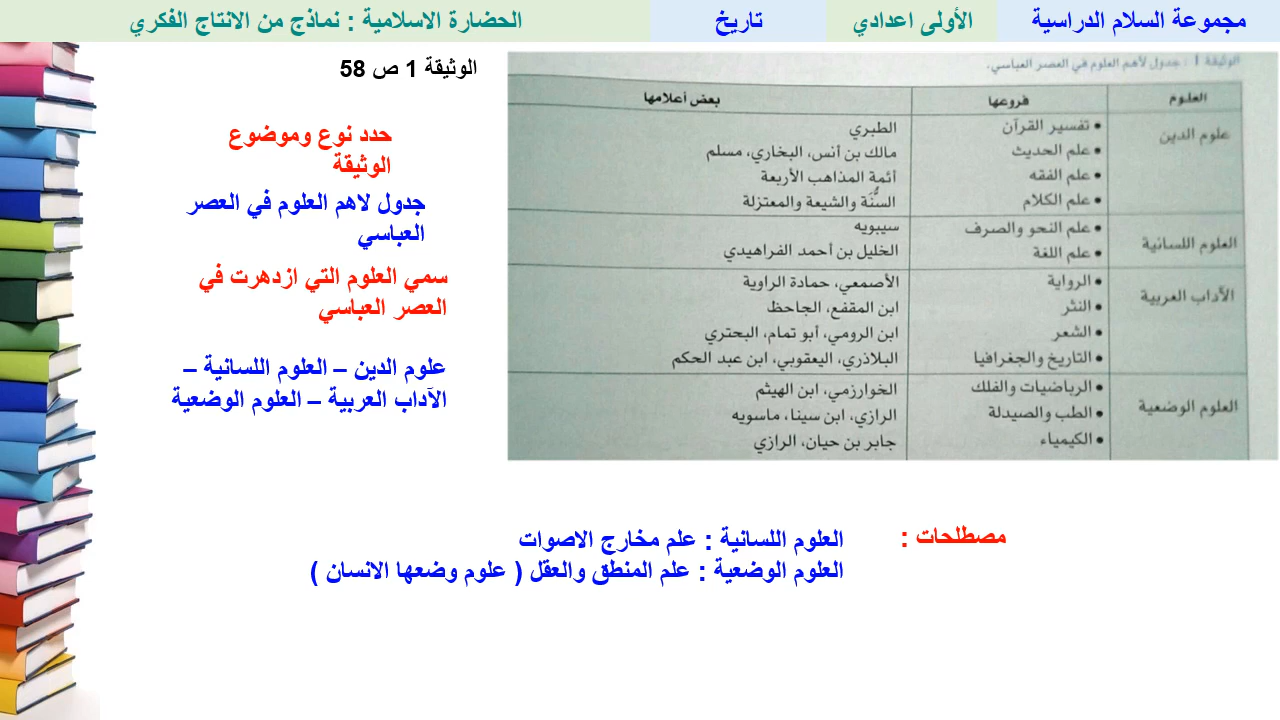 مجموعة السلام الدراسية
الأولى اعدادي
تاريخ
الحضارة الاسلامية : نماذج من الانتاج الفكري
الوثيقة 1 ص 58
حدد نوع وموضوع
الوثيقة
جدول لاهم العلوم في العصر
العباسي
سمي العلوم التي ازدهرت في
العصر العباسي
علوم الدين – العلوم اللسانية –
الآداب العربية – العلوم الوضعية
الوثيقة 1 : جدول لأهم العلوم في العصر العباسي.
العلوم فروعها بعض أعلامها
علوم الدين • تفسير القرآن الطبري
• علم الحديث مالك بن أنس، البخاري، مسلم
• علم الفقه أئمة المذاهب الأربعة
• علم الكلام السنَُّة والشيعة والمعتزلة
العلوم اللسانية • علم النحو والصرف سيبويه
• علم اللغة الخليل بن أحمد الفراهيدي
الآداب العربية • الرواية الأصمعي، حمادة الراوية
• النثر ابن المقفع، الجاحظ
• الشعر ابن الرومي، أبو تمام، البحتري
• التاريخ والجغرافيا البلاذري، اليعقوبي، ابن عبد الحكم
العلوم الوضعية • الرياضيات والفلك الخوارزمي، ابن الهيثم
• الطب والصيدلة الرازي، ابن سينا، ماسويه
• الكيمياء جابر بن حيان، الرازي
مصطلحات :
العلوم اللسانية : علم مخارج الاصوات
العلوم الوضعية : علم المنطق والعقل ( علوم وضعها الانسان )